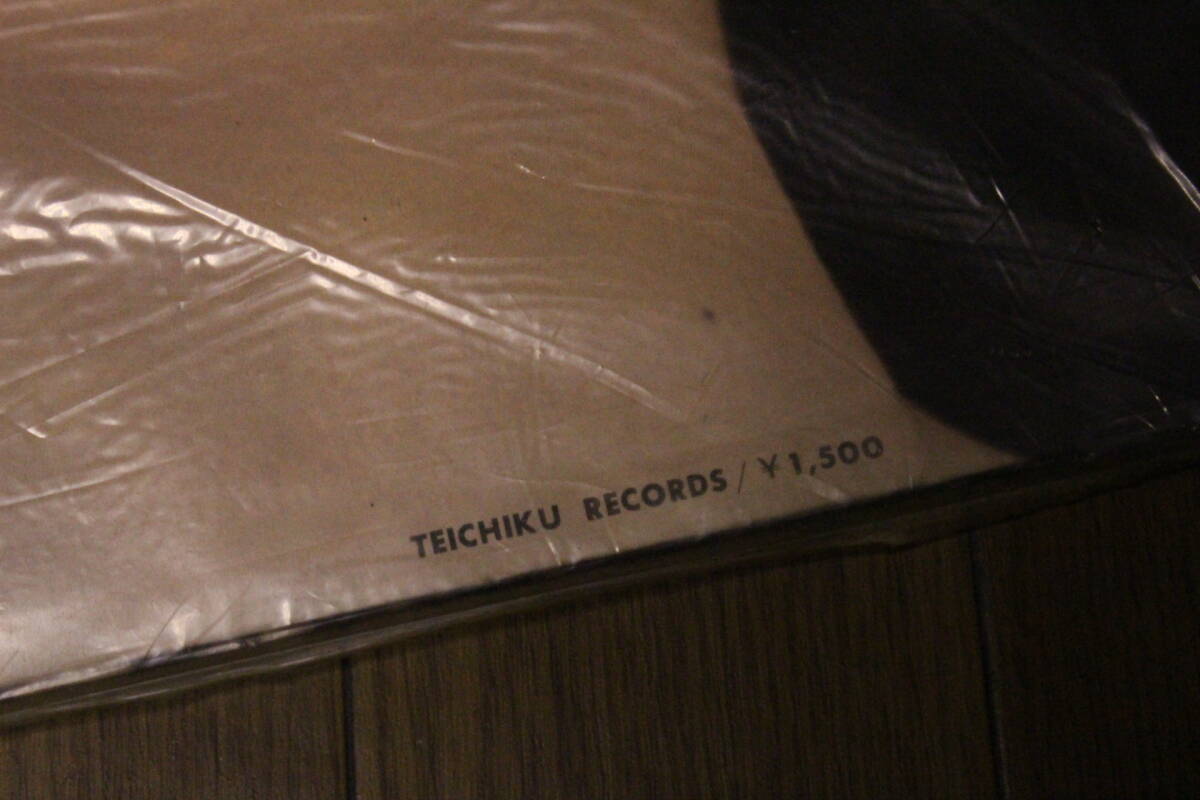 TEICHIKU RECORDS / ¥1,500